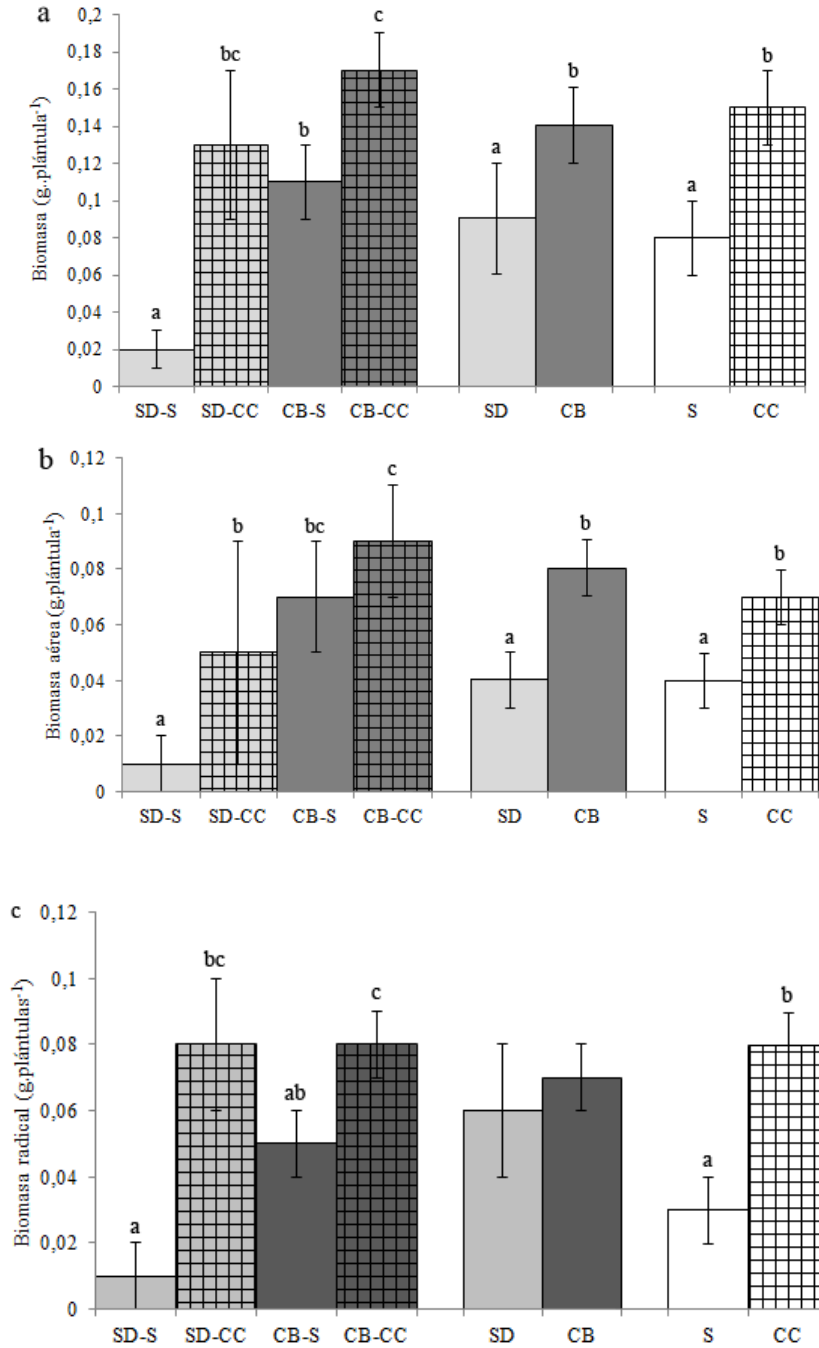 a
Biomasa (g..plántula-1)
0,2
0,18
0,16
0,14
0,12
0,1
0,08
0,06
0,04
0,02
0
a
bc
b
c
a
b
a
b
SD-S SD-CC CB-S CB-CC SD CB S CC
b
Biomasa aérea (g.plántula-1)
0,12
0,1
0,08
0,06
0,04
0,02
0
a
b
bc
c
a
b
a
b
SD-S SD-CC CB-S CB-CC SD CB S CC
c
Biomasa radical (g.plántulas-1)
0,12
0,1
0,08
0,06
0,04
0,02
0
a
bc
ab
c
a
b
SD-S SD-CC CB-S CB-CC SD CB S CC